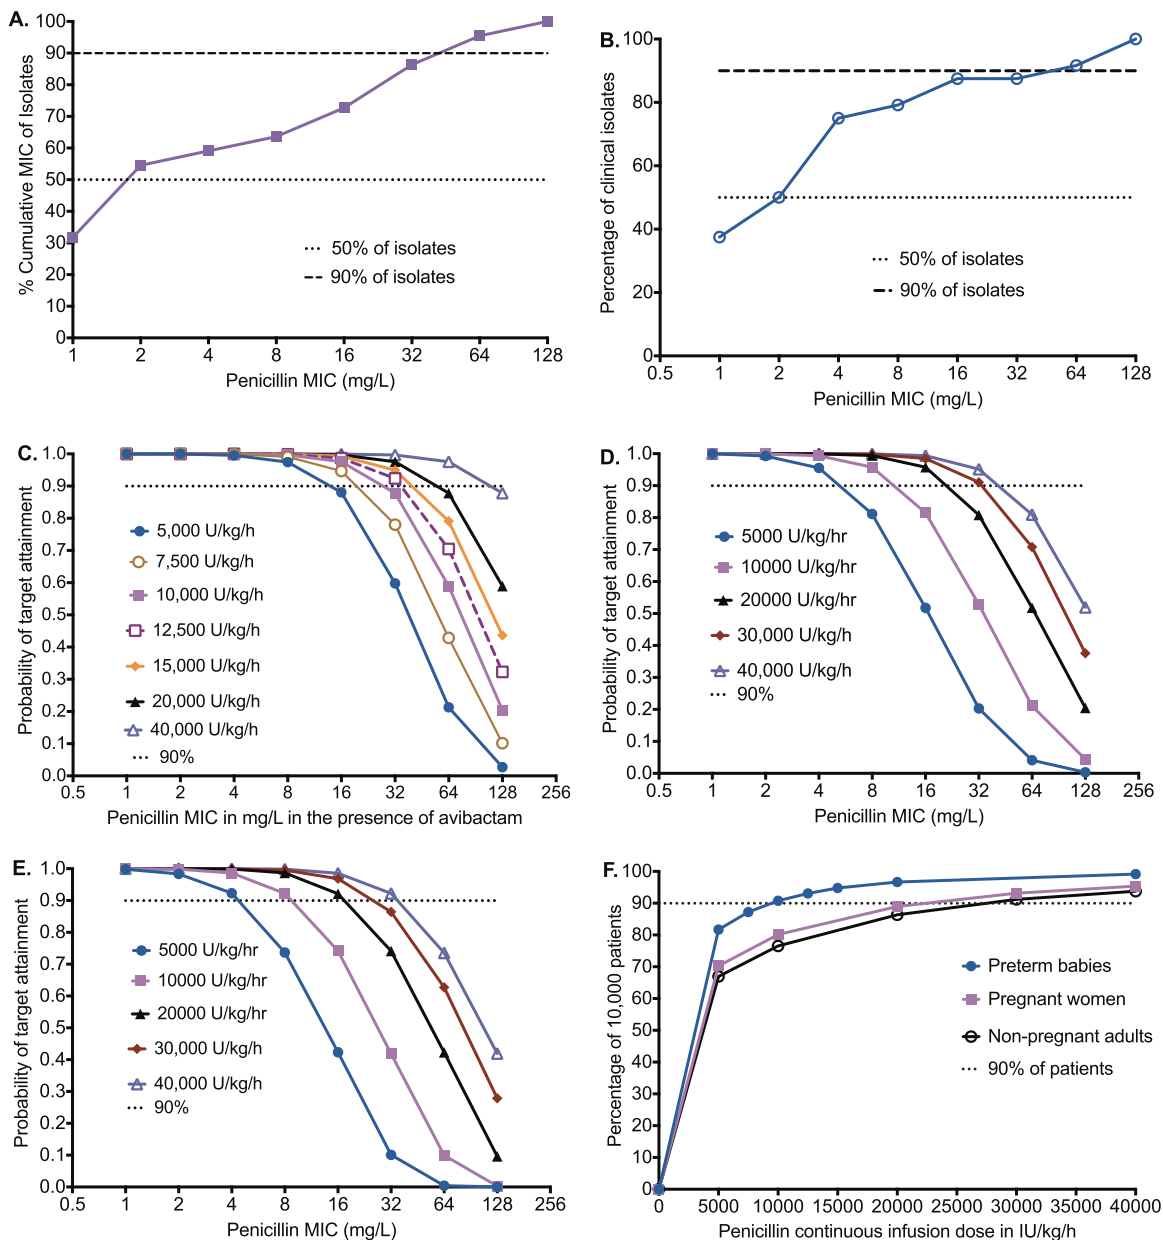 A.
% Cumulative MIC of Isolates
100
90
80
70
60
50
40
30
20
10
0
50% of isolates
90% of isolates
1 2 4 8 16 32 64 128
Penicillin MIC (mg/L)
B.
Percentage of clinical isolates
100
80
60
40
20
0
50% of isolates
90% of isolates
0.5 1 2 4 8 16 32 64 128
Penicillin MIC (mg/L)
C.
Probability of target attainment
1.0
0.9
0.8
0.7
0.6
0.5
0.4
0.3
0.2
0.1
0.0
5,000 U/kg/h
7,500 U/kg/h
10,000 U/kg/h
12,500 U/kg/h
15,000 U/kg/h
20,000 U/kg/h
40,000 U/kg/h
90%
0.5 1 2 4 8 16 32 64 128 256
Penicillin MIC in mg/L in the presence of avibactam
D.
Probability of target attainment
1.0
0.9
0.8
0.7
0.6
0.5
0.4
0.3
0.2
0.1
0.0
5000 U/kg/hr
10000 U/kg/hr
20000 U/kg/hr
30,000 U/kg/h
40,000 U/kg/h
90%
0.5 1 2 4 8 16 32 64 128 256
Penicillin MIC (mg/L)
E.
Probability of target attainment
1.0
0.9
0.8
0.7
0.6
0.5
0.4
0.3
0.2
0.1
0.0
5000 U/kg/hr
10000 U/kg/hr
20000 U/kg/hr
30,000 U/kg/h
40,000 U/kg/h
90%
0.5 1 2 4 8 16 32 64 128 256
Penicillin MIC (mg/L)
F.
Percentage of 10,000 patients
100
90
80
70
60
50
40
30
20
10
0
Preterm babies
Pregnant women
Non-pregnant adults
90% of patients
0 5000 10000 15000 20000 25000 30000 35000 40000
Penicillin continuous infusion dose in IU/kg/h